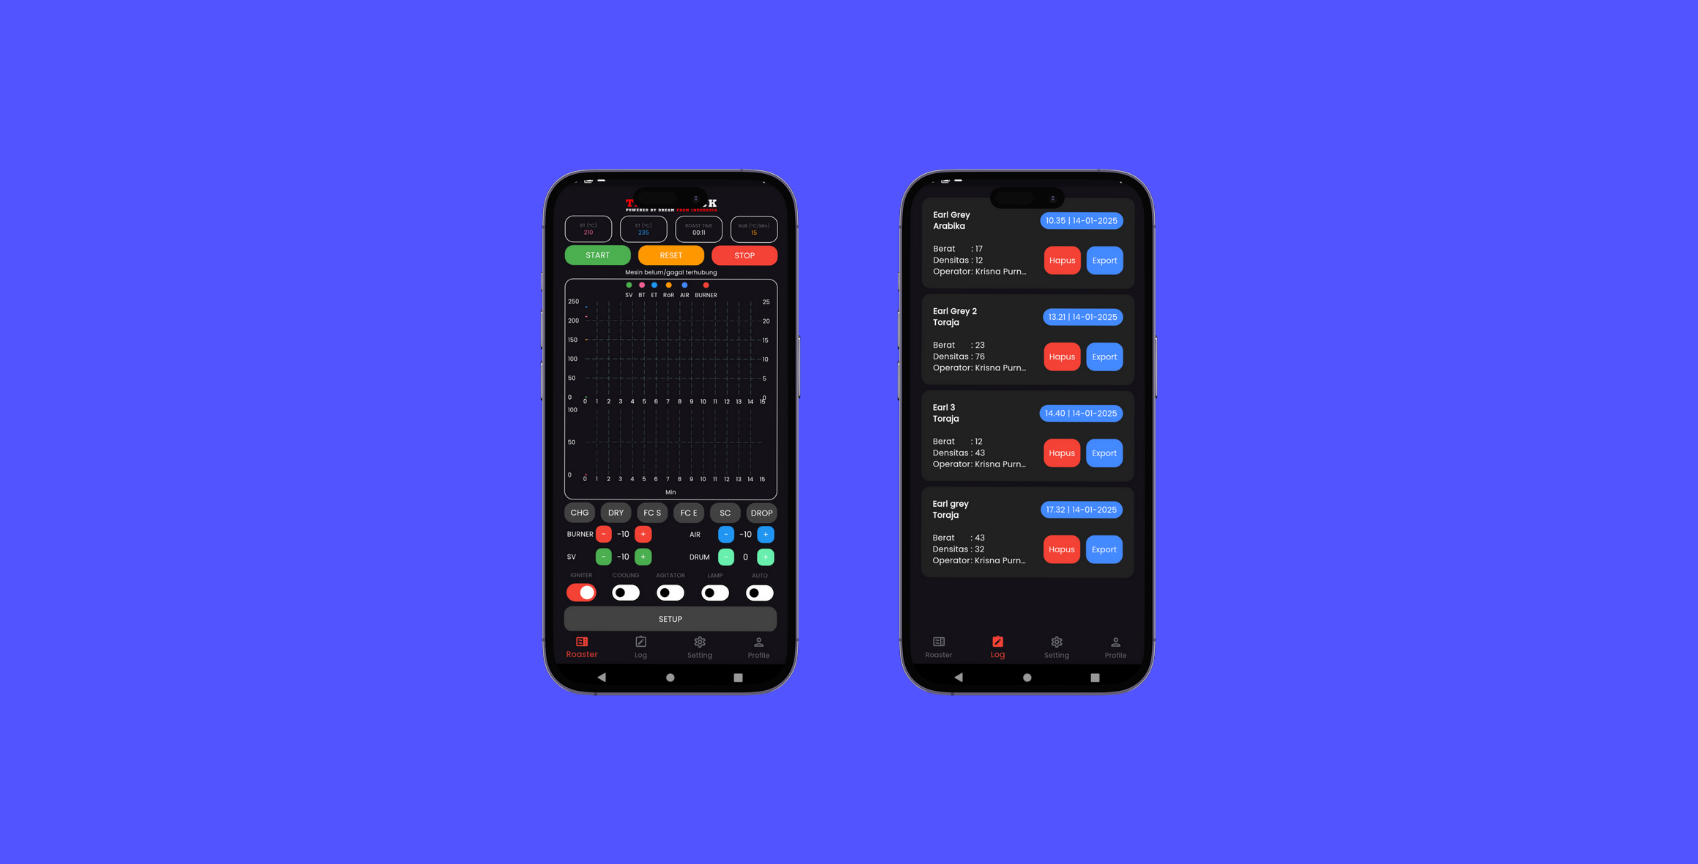 POWERED BY DREAM FROM INDONESIA
BT (°C)
210
ET (°C)
235
ROAST TIME
00:11
RoR (°C/Min)
15
START
RESET
STOP
Mesin belum/gagal terhubung
SV BT ET RoR AIR BURNER
250 25
200 20
150 15
100 10
50 5
0 0
0 1 2 3 4 5 6 7 8 9 10 11 12 13 14 15
100
50
0
0 1 2 3 4 5 6 7 8 9 10 11 12 13 14 15
Min
CHG DRY FC S FC E SC DROP
BURNER - -10 + AIR - -10 +
SV - -10 + DRUM - 0 +
IGNITER COOLING AGITATOR LAMP AUTO
SETUP
Roaster Log Setting Profile
Earl Grey
Arabika
10.35 | 14-01-2025
Berat : 17
Densitas : 12
Operator: Krisna Purn...
Hapus Export
Earl Grey 2
Toraja
13.21 | 14-01-2025
Berat : 23
Densitas : 76
Operator: Krisna Purn...
Hapus Export
Earl 3
Toraja
14.40 | 14-01-2025
Berat : 12
Densitas : 43
Operator: Krisna Purn...
Hapus Export
Earl grey
Toraja
17.32 | 14-01-2025
Berat : 43
Densitas : 32
Operator: Krisna Purn...
Hapus Export
Roaster Log Setting Profile